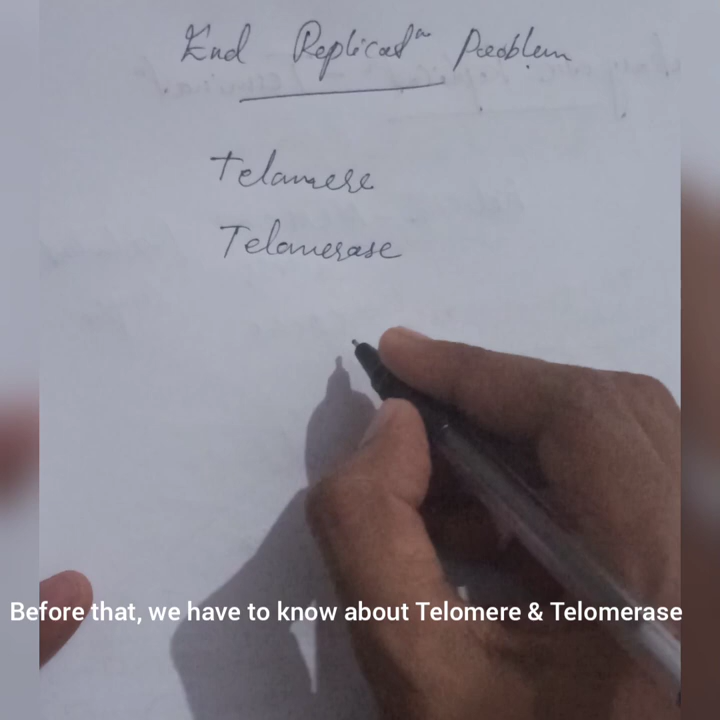 End Replicatⁿ Problem
Telomere
Telomerase
Before that, we have to know about Telomere & Telomerase